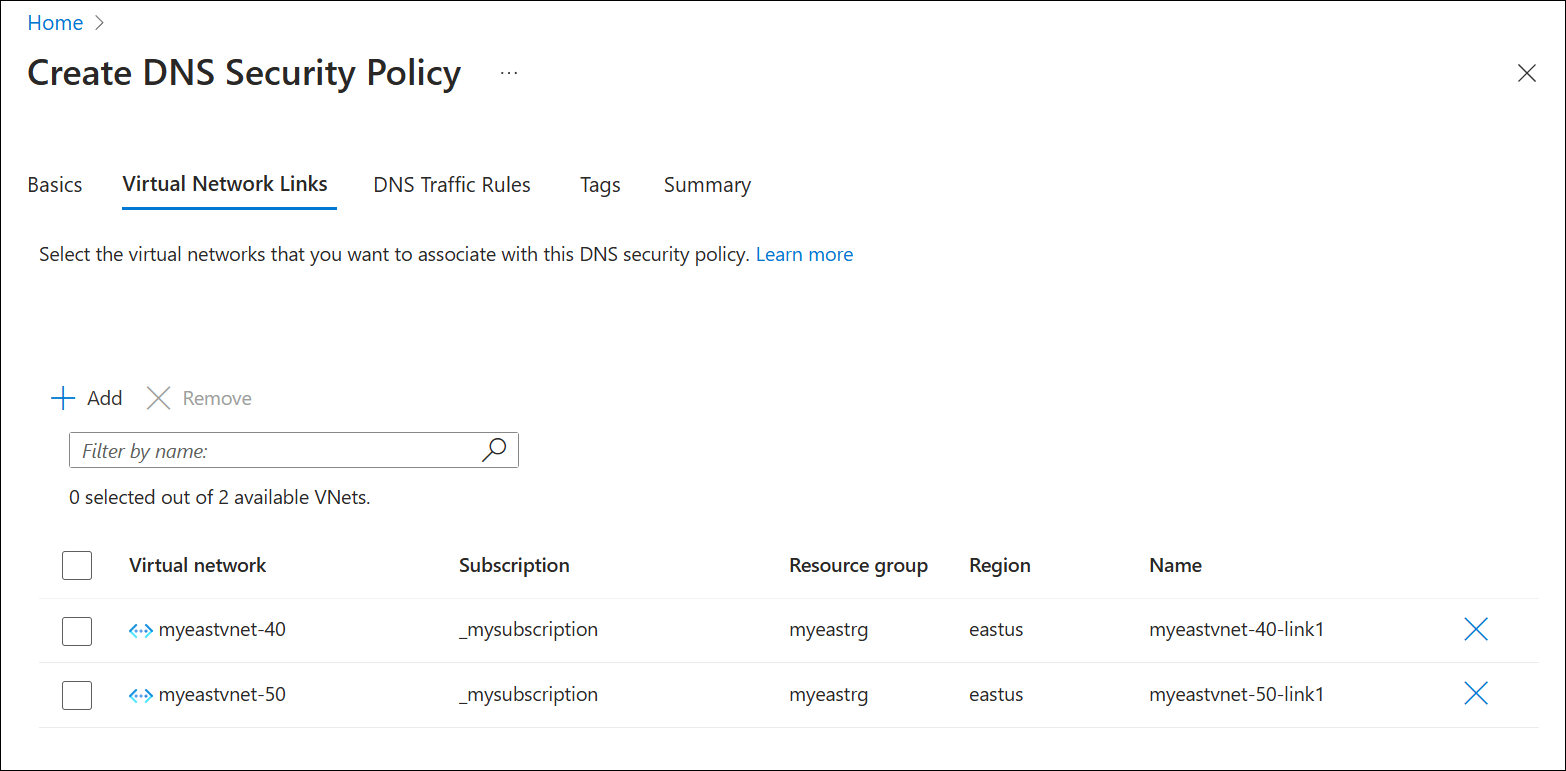 Home
Create DNS Security Policy ...
Basics Virtual Network Links DNS Traffic Rules Tags Summary
Select the virtual networks that you want to associate with this DNS security policy. Learn more
Add Remove
Filter by name:
0 selected out of 2 available VNets.
Virtual network Subscription Resource group Region Name
myeastvnet-40 _mysubscription myeastrg eastus myeastvnet-40-link1
myeastvnet-50 _mysubscription myeastrg eastus myeastvnet-50-link1